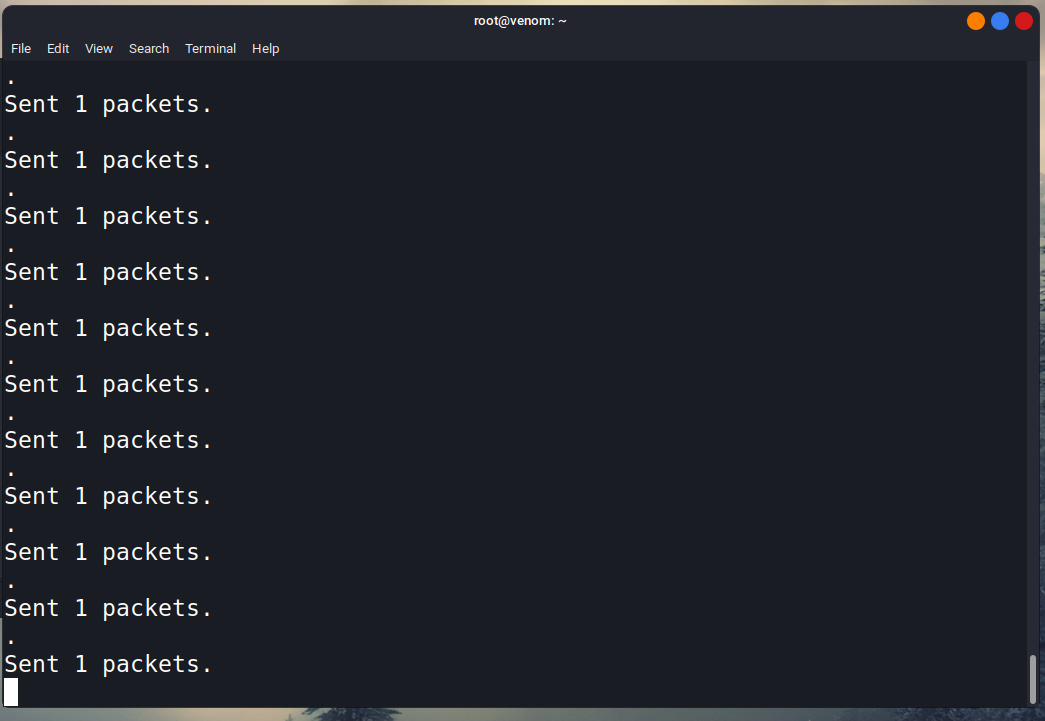 root@venom: ~
File Edit View Search Terminal Help
.
Sent 1 packets.
.
Sent 1 packets.
.
Sent 1 packets.
.
Sent 1 packets.
.
Sent 1 packets.
.
Sent 1 packets.
.
Sent 1 packets.
.
Sent 1 packets.
.
Sent 1 packets.
.
Sent 1 packets.
.
Sent 1 packets.